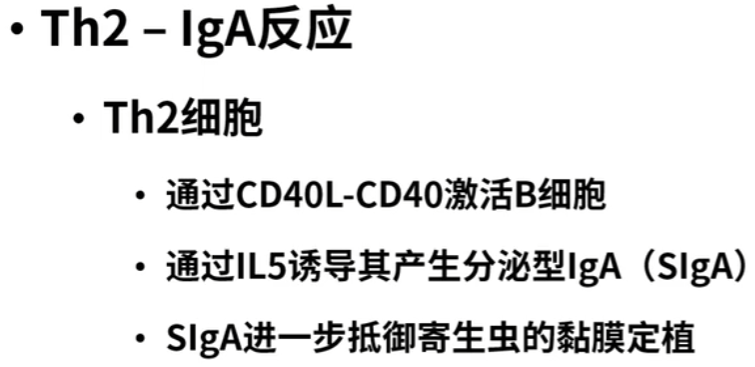 • Th2 – IgA反应
• Th2细胞
• 通过CD40L-CD40激活B细胞
• 通过IL5诱导其产生分泌型IgA（SIgA）
• SIgA进一步抵御寄生虫的黏膜定植